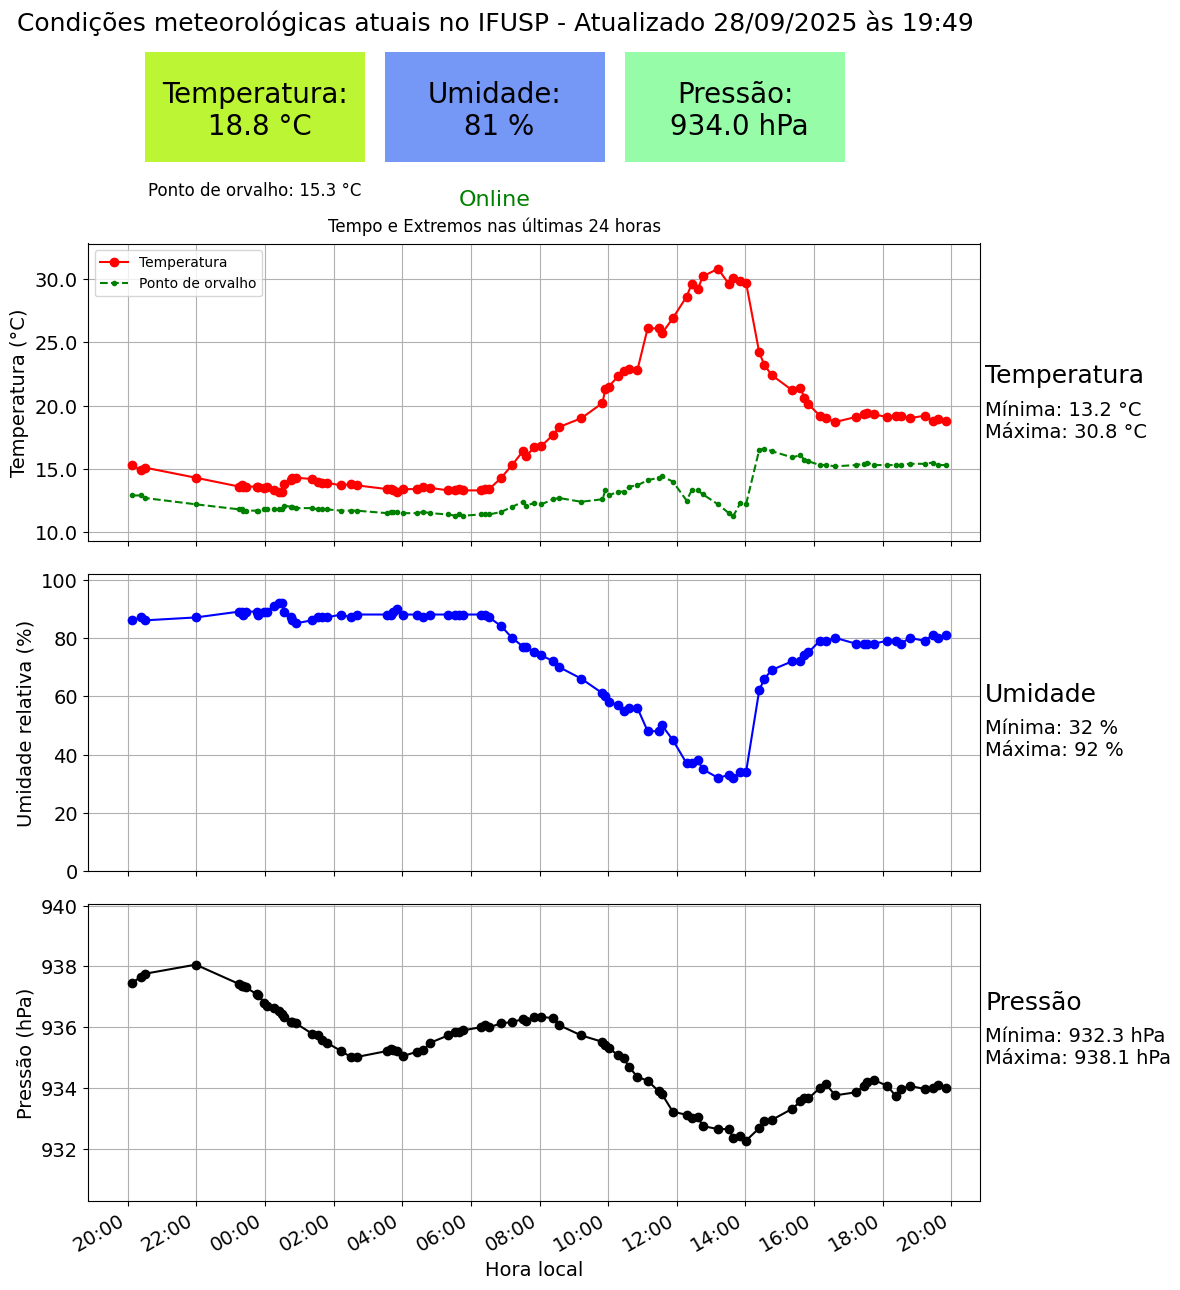 Condições meteorológicas atuais no IFUSP - Atualizado 28/09/2025 às 19:49
Temperatura:
18.8 °C
Umidade:
81 %
Pressão:
934.0 hPa
Ponto de orvalho: 15.3 °C
Online
Tempo e Extremos nas últimas 24 horas
Temperatura
Ponto de orvalho
Temperatura (°C)
30.0
25.0
20.0
15.0
10.0
Temperatura
Mínima: 13.2 °C
Máxima: 30.8 °C
Umidade relativa (%)
100
80
60
40
20
0
Umidade
Mínima: 32 %
Máxima: 92 %
Pressão (hPa)
940
938
936
934
932
Pressão
Mínima: 932.3 hPa
Máxima: 938.1 hPa
20:00 22:00 00:00 02:00 04:00 06:00 08:00 10:00 12:00 14:00 16:00 18:00 20:00
Hora local